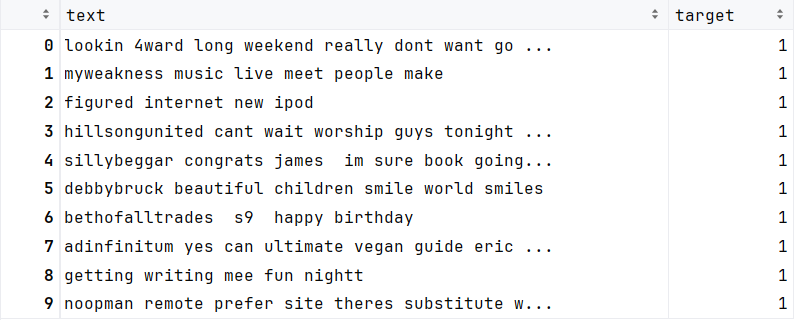 text target
0 lookin 4ward long weekend really dont want go ... 1
1 myweakness music live meet people make 1
2 figured internet new ipod 1
3 hillsongunited cant wait worship guys tonight ... 1
4 sillybeggar congrats james  im sure book going... 1
5 debbybruck beautiful children smile world smiles 1
6 bethofalltrades  s9  happy birthday 1
7 adinfinitum yes can ultimate vegan guide eric ... 1
8 getting writing mee fun nightt 1
9 noopman remote prefer site theres substitute w... 1